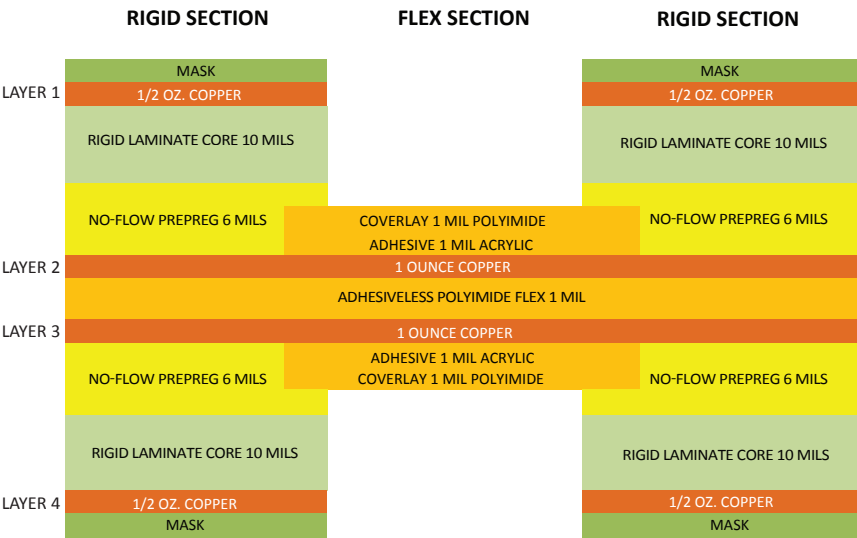 RIGID SECTION
FLEX SECTION
RIGID SECTION
MASK
MASK
LAYER 1
1/2 OZ. COPPER
1/2 OZ. COPPER
RIGID LAMINATE CORE 10 MILS
RIGID LAMINATE CORE 10 MILS
NO-FLOW PREPREG 6 MILS
COVERLAY 1 MIL POLYIMIDE
NO-FLOW PREPREG 6 MILS
ADHESIVE 1 MIL ACRYLIC
LAYER 2
1 OUNCE COPPER
ADHESIVELESS POLYIMIDE FLEX 1 MIL
LAYER 3
1 OUNCE COPPER
ADHESIVE 1 MIL ACRYLIC
NO-FLOW PREPREG 6 MILS
COVERLAY 1 MIL POLYIMIDE
NO-FLOW PREPREG 6 MILS
RIGID LAMINATE CORE 10 MILS
RIGID LAMINATE CORE 10 MILS
LAYER 4
1/2 OZ. COPPER
1/2 OZ. COPPER
MASK
MASK